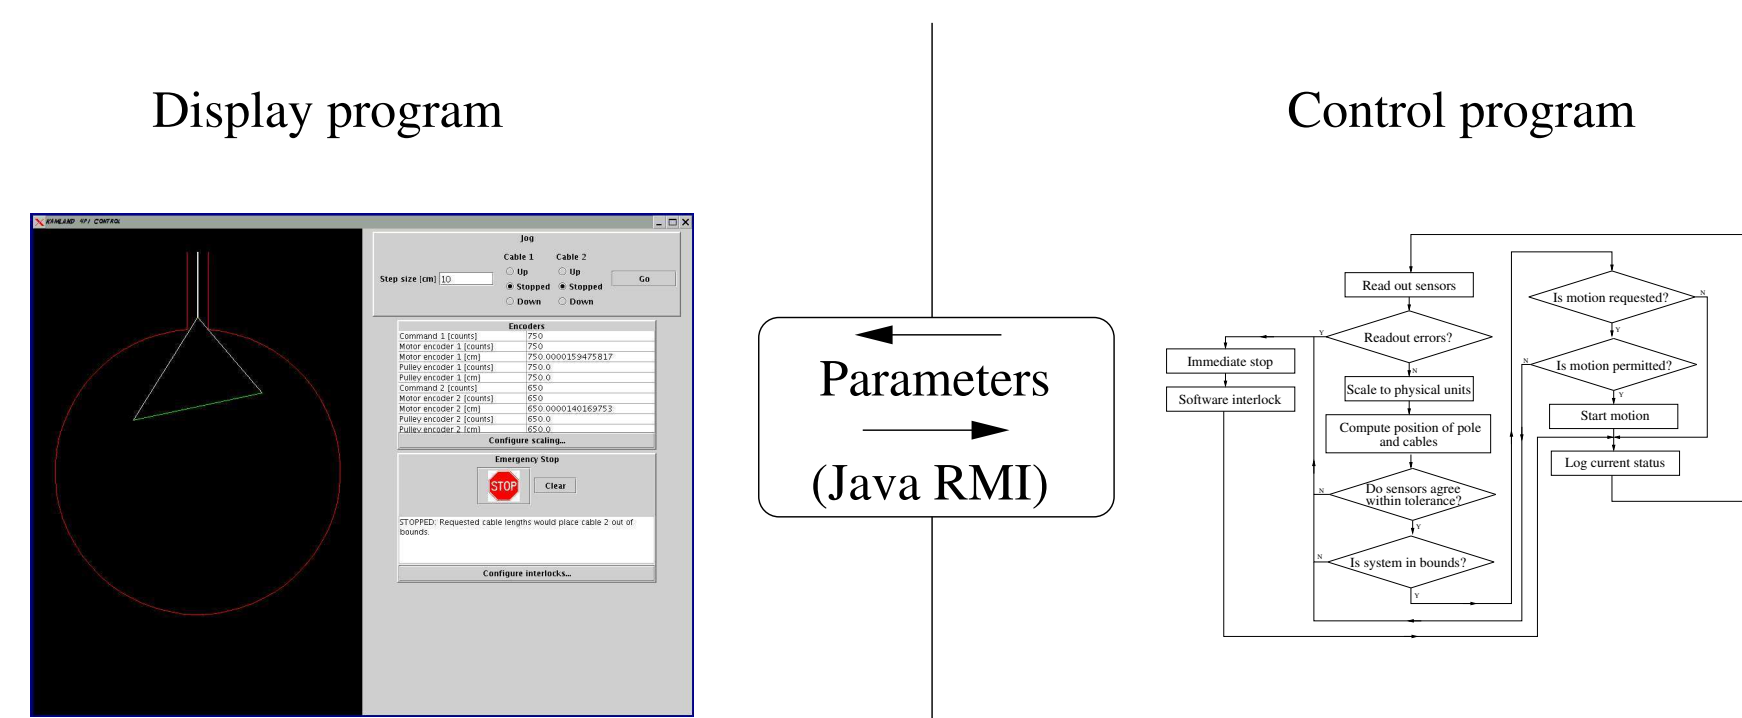 Display program
Control program
KAMLAND 4PI CONTROL
Jog
Cable 1 Cable 2
Step size [cm] 10
Up Up
Stopped Stopped
Down Down
Go
Encoders
Command 1 [counts] 750
Motor encoder 1 [counts] 750
Motor encoder 1 [cm] 750.0000159475817
Pulley encoder 1 [counts] 750.0
Pulley encoder 1 [cm] 750.0
Command 2 [counts] 650
Motor encoder 2 [counts] 650
Motor encoder 2 [cm] 650.0000140169753
Pulley encoder 2 [counts] 650.0
Pulley encoder 2 [cm] 650.0
Configure scaling...
Emergency Stop
STOP
Clear
STOPPED: Requested cable lengths would place cable 2 out of
bounds.
Configure interlocks...
Parameters
(Java RMI)
Read out sensors
Readout errors?
Y
N
Immediate stop
Software interlock
Scale to physical units
Compute position of pole
and cables
Do sensors agree
within tolerance?
N
Y
Is system in bounds?
N
Y
Is motion requested?
N
Y
Is motion permitted?
N
Y
Start motion
Log current status